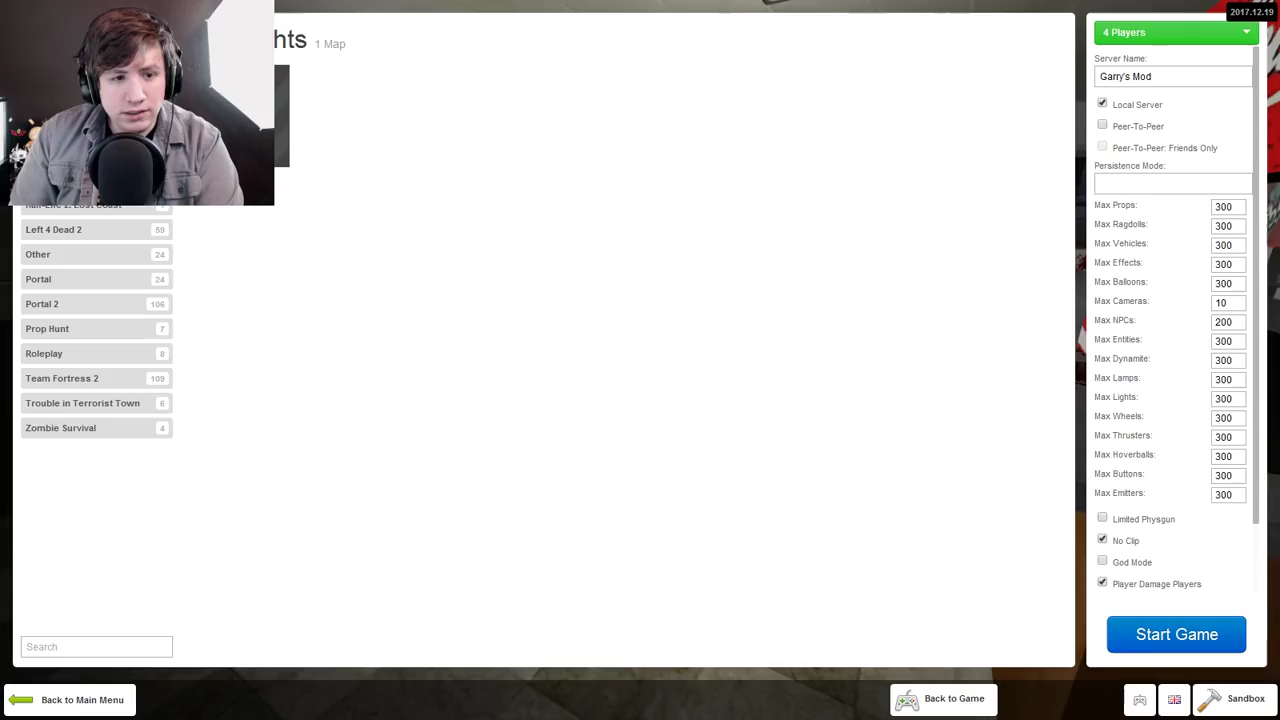 2017.12.19
hts 1 Map
Left 4 Dead 2 59
Other 24
Portal 24
Portal 2 106
Prop Hunt 7
Roleplay 8
Team Fortress 2 109
Trouble in Terrorist Town 6
Zombie Survival 4
Search
4 Players
Server Name:
Garry's Mod
Local Server
Peer-To-Peer
Peer-To-Peer: Friends Only
Persistence Mode:
Max Props: 300
Max Ragdolls: 300
Max Vehicles: 300
Max Effects: 300
Max Balloons: 300
Max Cameras: 10
Max NPCs: 200
Max Entities: 300
Max Dynamite: 300
Max Lamps: 300
Max Lights: 300
Max Wheels: 300
Max Thrusters: 300
Max Hoverballs: 300
Max Buttons: 300
Max Emitters: 300
Limited Physgun
No Clip
God Mode
Player Damage Players
Start Game
Back to Main Menu
Back to Game
Sandbox